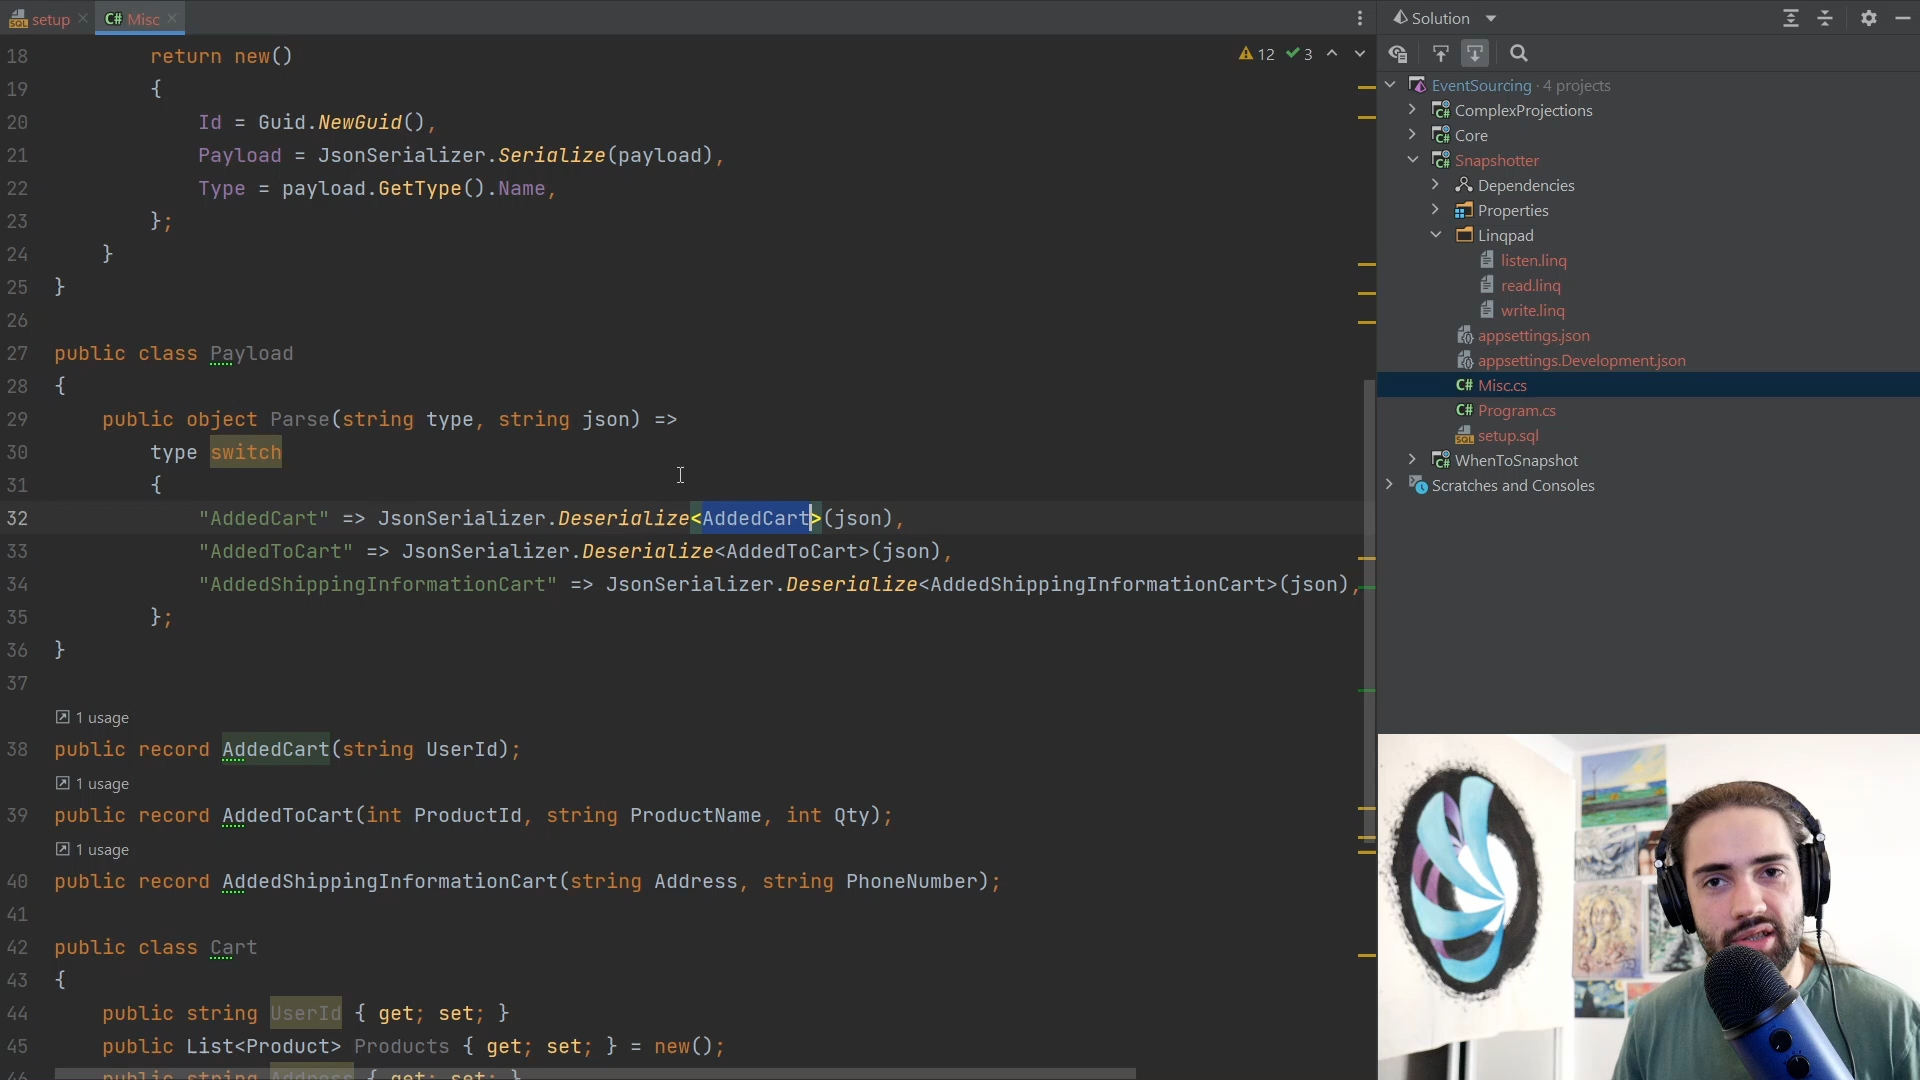 setup
Misc
Solution
12 3
18 return new()
19 {
20 Id = Guid.NewGuid(),
21 Payload = JsonSerializer.Serialize(payload),
22 Type = payload.GetType().Name,
23 };
24 }
25 }
26
27 public class Payload
28 {
29 public object Parse(string type, string json) =>
30 type switch
31 {
32 "AddedCart" => JsonSerializer.Deserialize<AddedCart>(json),
33 "AddedToCart" => JsonSerializer.Deserialize<AddedToCart>(json),
34 "AddedShippingInformationCart" => JsonSerializer.Deserialize<AddedShippingInformationCart>(json),
35 };
36 }
37
1 usage
38 public record AddedCart(string UserId);
1 usage
39 public record AddedToCart(int ProductId, string ProductName, int Qty);
1 usage
40 public record AddedShippingInformationCart(string Address, string PhoneNumber);
41
42 public class Cart
43 {
44 public string UserId { get; set; }
45 public List<Product> Products { get; set; } = new();
46 public string Address { get; set; }
EventSourcing · 4 projects
ComplexProjections
Core
Snapshotter
Dependencies
Properties
Linqpad
listen.linq
read.linq
write.linq
appsettings.json
appsettings.Development.json
C# Misc.cs
C# Program.cs
setup.sql
WhenToSnapshot
Scratches and Consoles